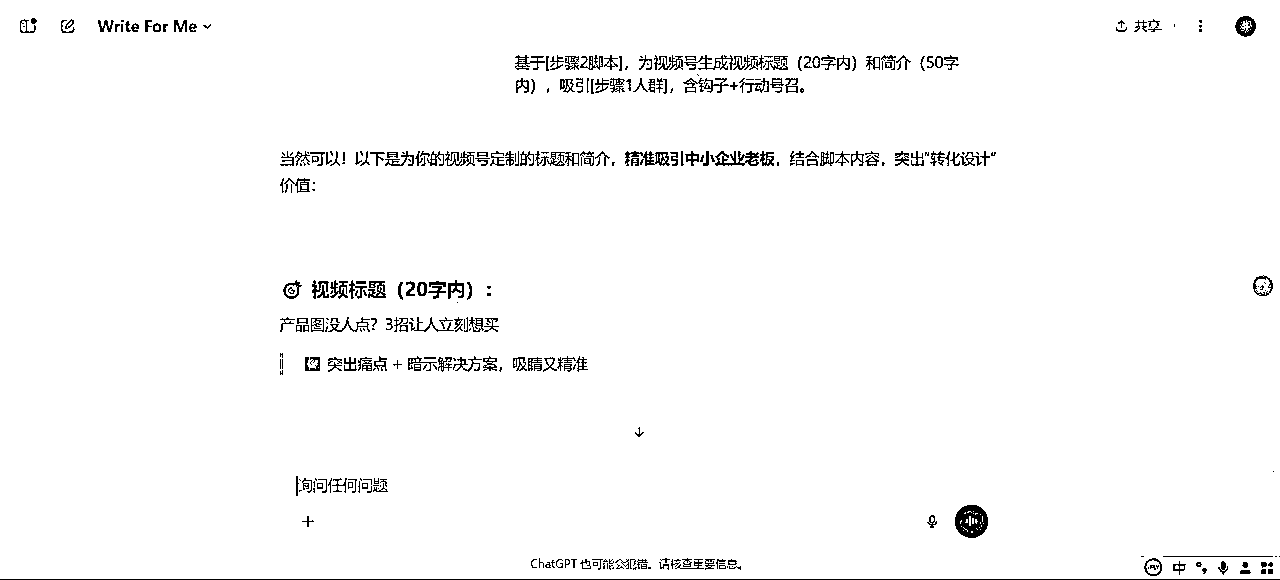 Write For Me
共享
基于[步骤2脚本]，为视频号生成视频标题（20字内）和简介（50字
内），吸引[步骤1人群]，含钩子+行动号召。
当然可以！以下是为你的视频号定制的标题和简介，精准吸引中小企业老板，结合脚本内容，突出“转化设计”
价值：
视频标题（20字内）：
产品图没人点？3招让人立刻想买
突出痛点 + 暗示解决方案，吸睛又精准
询问任何问题
ChatGPT 也可能会犯错。请核查重要信息。
中